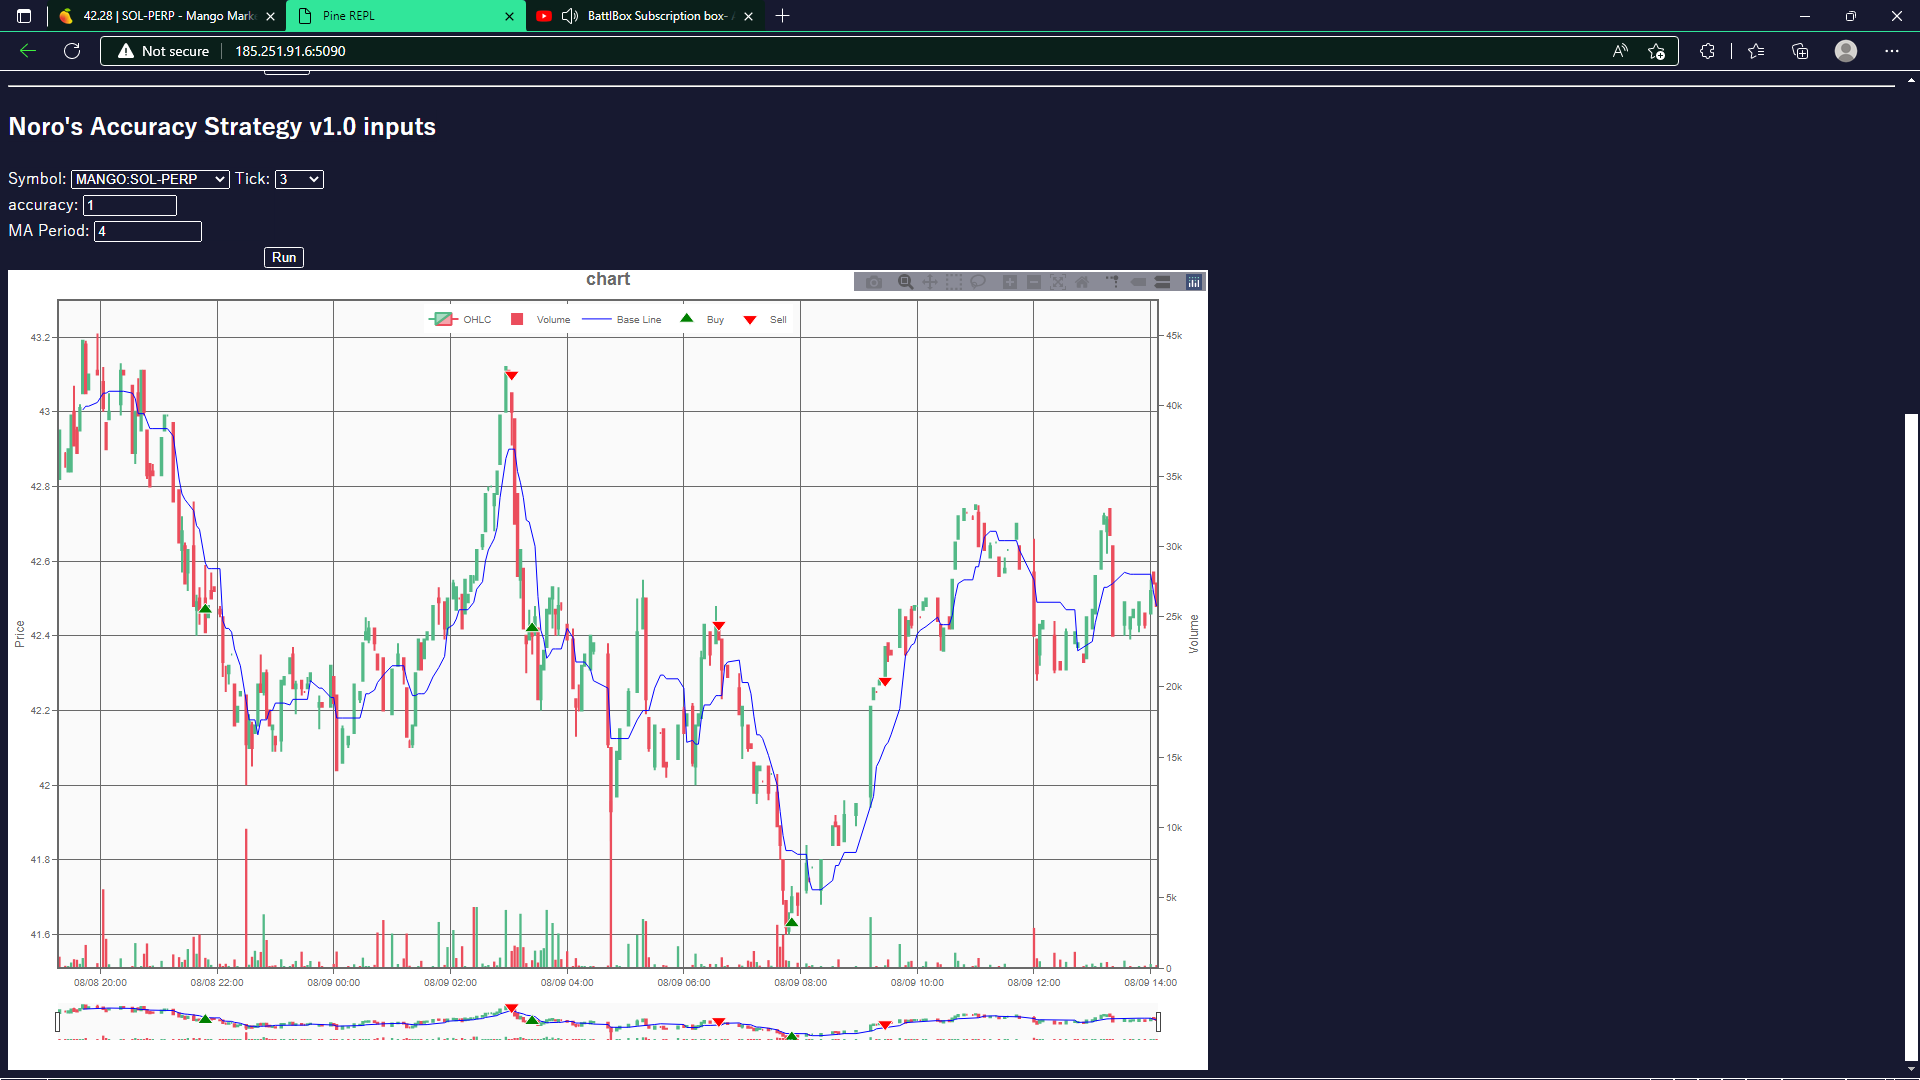 42.28 | SOL-PERP - Mango Mark
Pine REPL
BattlBox Subscription box-
Not secure
185.251.91.6:5090
Noro's Accuracy Strategy v1.0 inputs
Symbol: MANGO:SOL-PERP Tick: 3
accuracy: 1
MA Period: 4
Run
chart
OHLC Volume Base Line Buy Sell
43.2
43
42.8
42.6
42.4
42.2
42
41.8
41.6
Price
45k
40k
35k
30k
25k
20k
15k
10k
5k
0
Volume
08/08 20:00 08/08 22:00 08/09 00:00 08/09 02:00 08/09 04:00 08/09 06:00 08/09 08:00 08/09 10:00 08/09 12:00 08/09 14:00